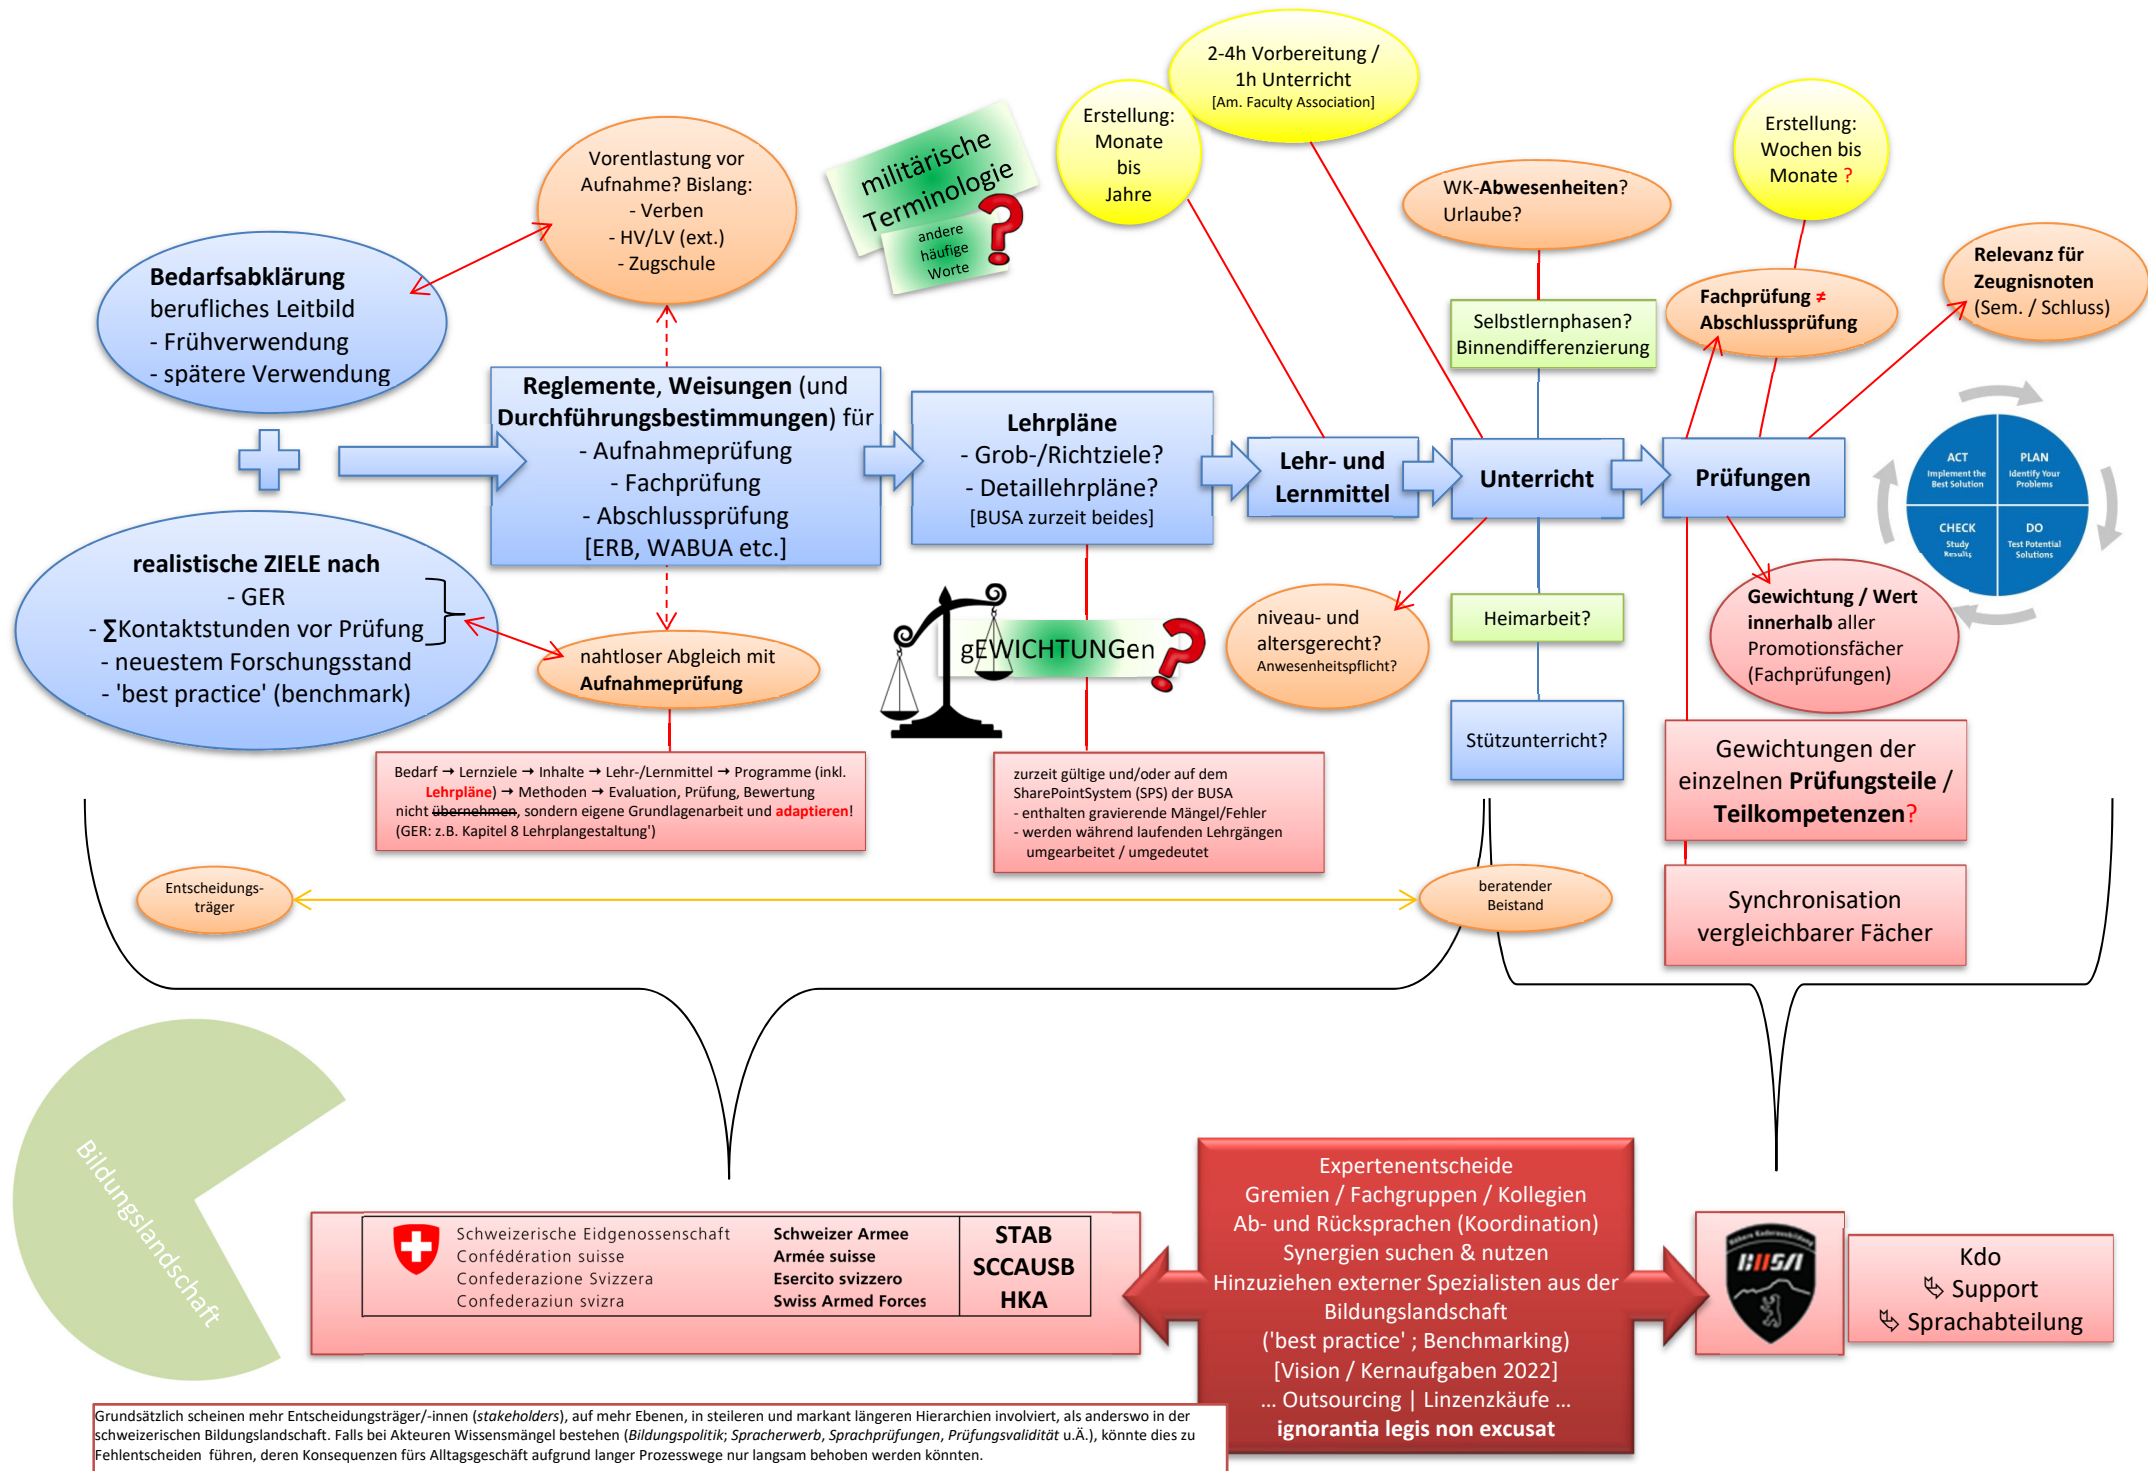 2-4h Vorbereitung /
1h Unterricht
[Am. Faculty Association]
Erstellung:
Monate
bis
Jahre
Erstellung:
Wochen bis
Monate ?
Vorentlastung vor
Aufnahme? Bislang:
- Verben
- HV/LV (ext.)
- Zugschule
militärische
Terminologie
andere
häufige
Worte
WK-Abwesenheiten?
Urlaube?
Bedarfsabklärung
berufliches Leitbild
- Frühverwendung
- spätere Verwendung
Selbstlernphasen?
Binnendifferenzierung
Fachprüfung ≠
Abschlussprüfung
Relevanz für
Zeugnisnoten
(Sem. / Schluss)
Reglemente, Weisungen (und
Durchführungsbestimmungen) für
- Aufnahmeprüfung
- Fachprüfung
- Abschlussprüfung
[ERB, WABUA etc.]
Lehrpläne
- Grob-/Richtziele?
- Detaillehrpläne?
[BUSA zurzeit beides]
Lehr- und
Lernmittel
Unterricht
Prüfungen
ACT
Implement the
Best Solution
PLAN
Identify Your
Problems
CHECK
Study
Results
DO
Test Potential
Solutions
realistische ZIELE nach
- GER
- ∑Kontaktstunden vor Prüfung
- neuestem Forschungsstand
- 'best practice' (benchmark)
nahtloser Abgleich mit
Aufnahmeprüfung
gEWICHTUNGen
niveau- und
altersgerecht?
Anwesenheitspflicht?
Heimarbeit?
Gewichtung / Wert
innerhalb aller
Promotionsfächer
(Fachprüfungen)
Stützunterricht?
Bedarf → Lernziele → Inhalte → Lehr-/Lernmittel → Programme (inkl.
Lehrpläne) → Methoden → Evaluation, Prüfung, Bewertung
nicht übernehmen, sondern eigene Grundlagenarbeit und adaptieren!
(GER: z.B. Kapitel 8 Lehrplangestaltung')
zurzeit gültige und/oder auf dem
SharePointSystem (SPS) der BUSA
- enthalten gravierende Mängel/Fehler
- werden während laufenden Lehrgängen
umgearbeitet / umgedeutet
Gewichtungen der
einzelnen Prüfungsteile /
Teilkompetenzen?
Synchronisation
vergleichbarer Fächer
Entscheidungs-
träger
beratender
Beistand
Bildungslandschaft
Schweizerische Eidgenossenschaft
Confédération suisse
Confederazione Svizzera
Confederaziun svizra
Schweizer Armee
Armée suisse
Esercito svizzero
Swiss Armed Forces
STAB
SCCAUSB
HKA
Expertenentscheide
Gremien / Fachgruppen / Kollegien
Ab- und Rücksprachen (Koordination)
Synergien suchen & nutzen
Hinzuziehen externer Spezialisten aus der
Bildungslandschaft
('best practice' ; Benchmarking)
[Vision / Kernaufgaben 2022]
... Outsourcing | Linzenzkäufe ...
ignorantia legis non excusat
Höhere Kaderausbildung
BUSA
Kdo
⮱ Support
⮱ Sprachabteilung
Grundsätzlich scheinen mehr Entscheidungsträger/-innen (stakeholders), auf mehr Ebenen, in steileren und markant längeren Hierarchien involviert, als anderswo in der
schweizerischen Bildungslandschaft. Falls bei Akteuren Wissensmängel bestehen (Bildungspolitik; Spracherwerb, Sprachprüfungen, Prüfungsvalidität u.Ä.), könnte dies zu
Fehlentscheiden führen, deren Konsequenzen fürs Alltagsgeschäft aufgrund langer Prozesswege nur langsam behoben werden könnten.